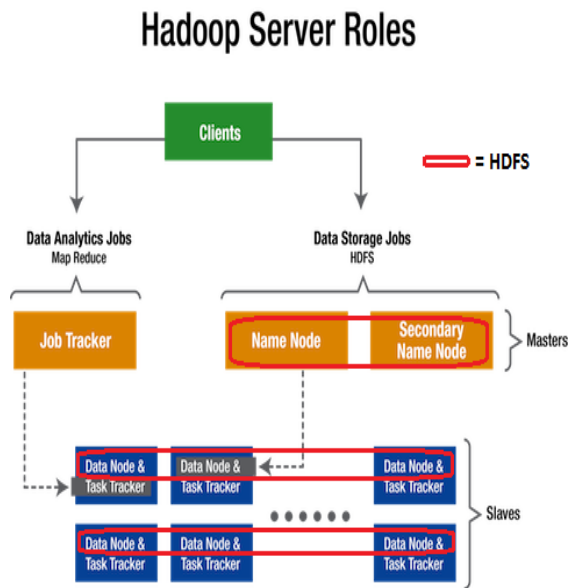 Hadoop Server Roles
Clients
= HDFS
Data Analytics Jobs
Map Reduce
Data Storage Jobs
HDFS
Job Tracker
Name Node
Secondary
Name Node
Masters
Data Node &
Task Tracker
Data Node &
Task Tracker
Data Node &
Task Tracker
Slaves
Data Node &
Task Tracker
Data Node &
Task Tracker
Data Node &
Task Tracker